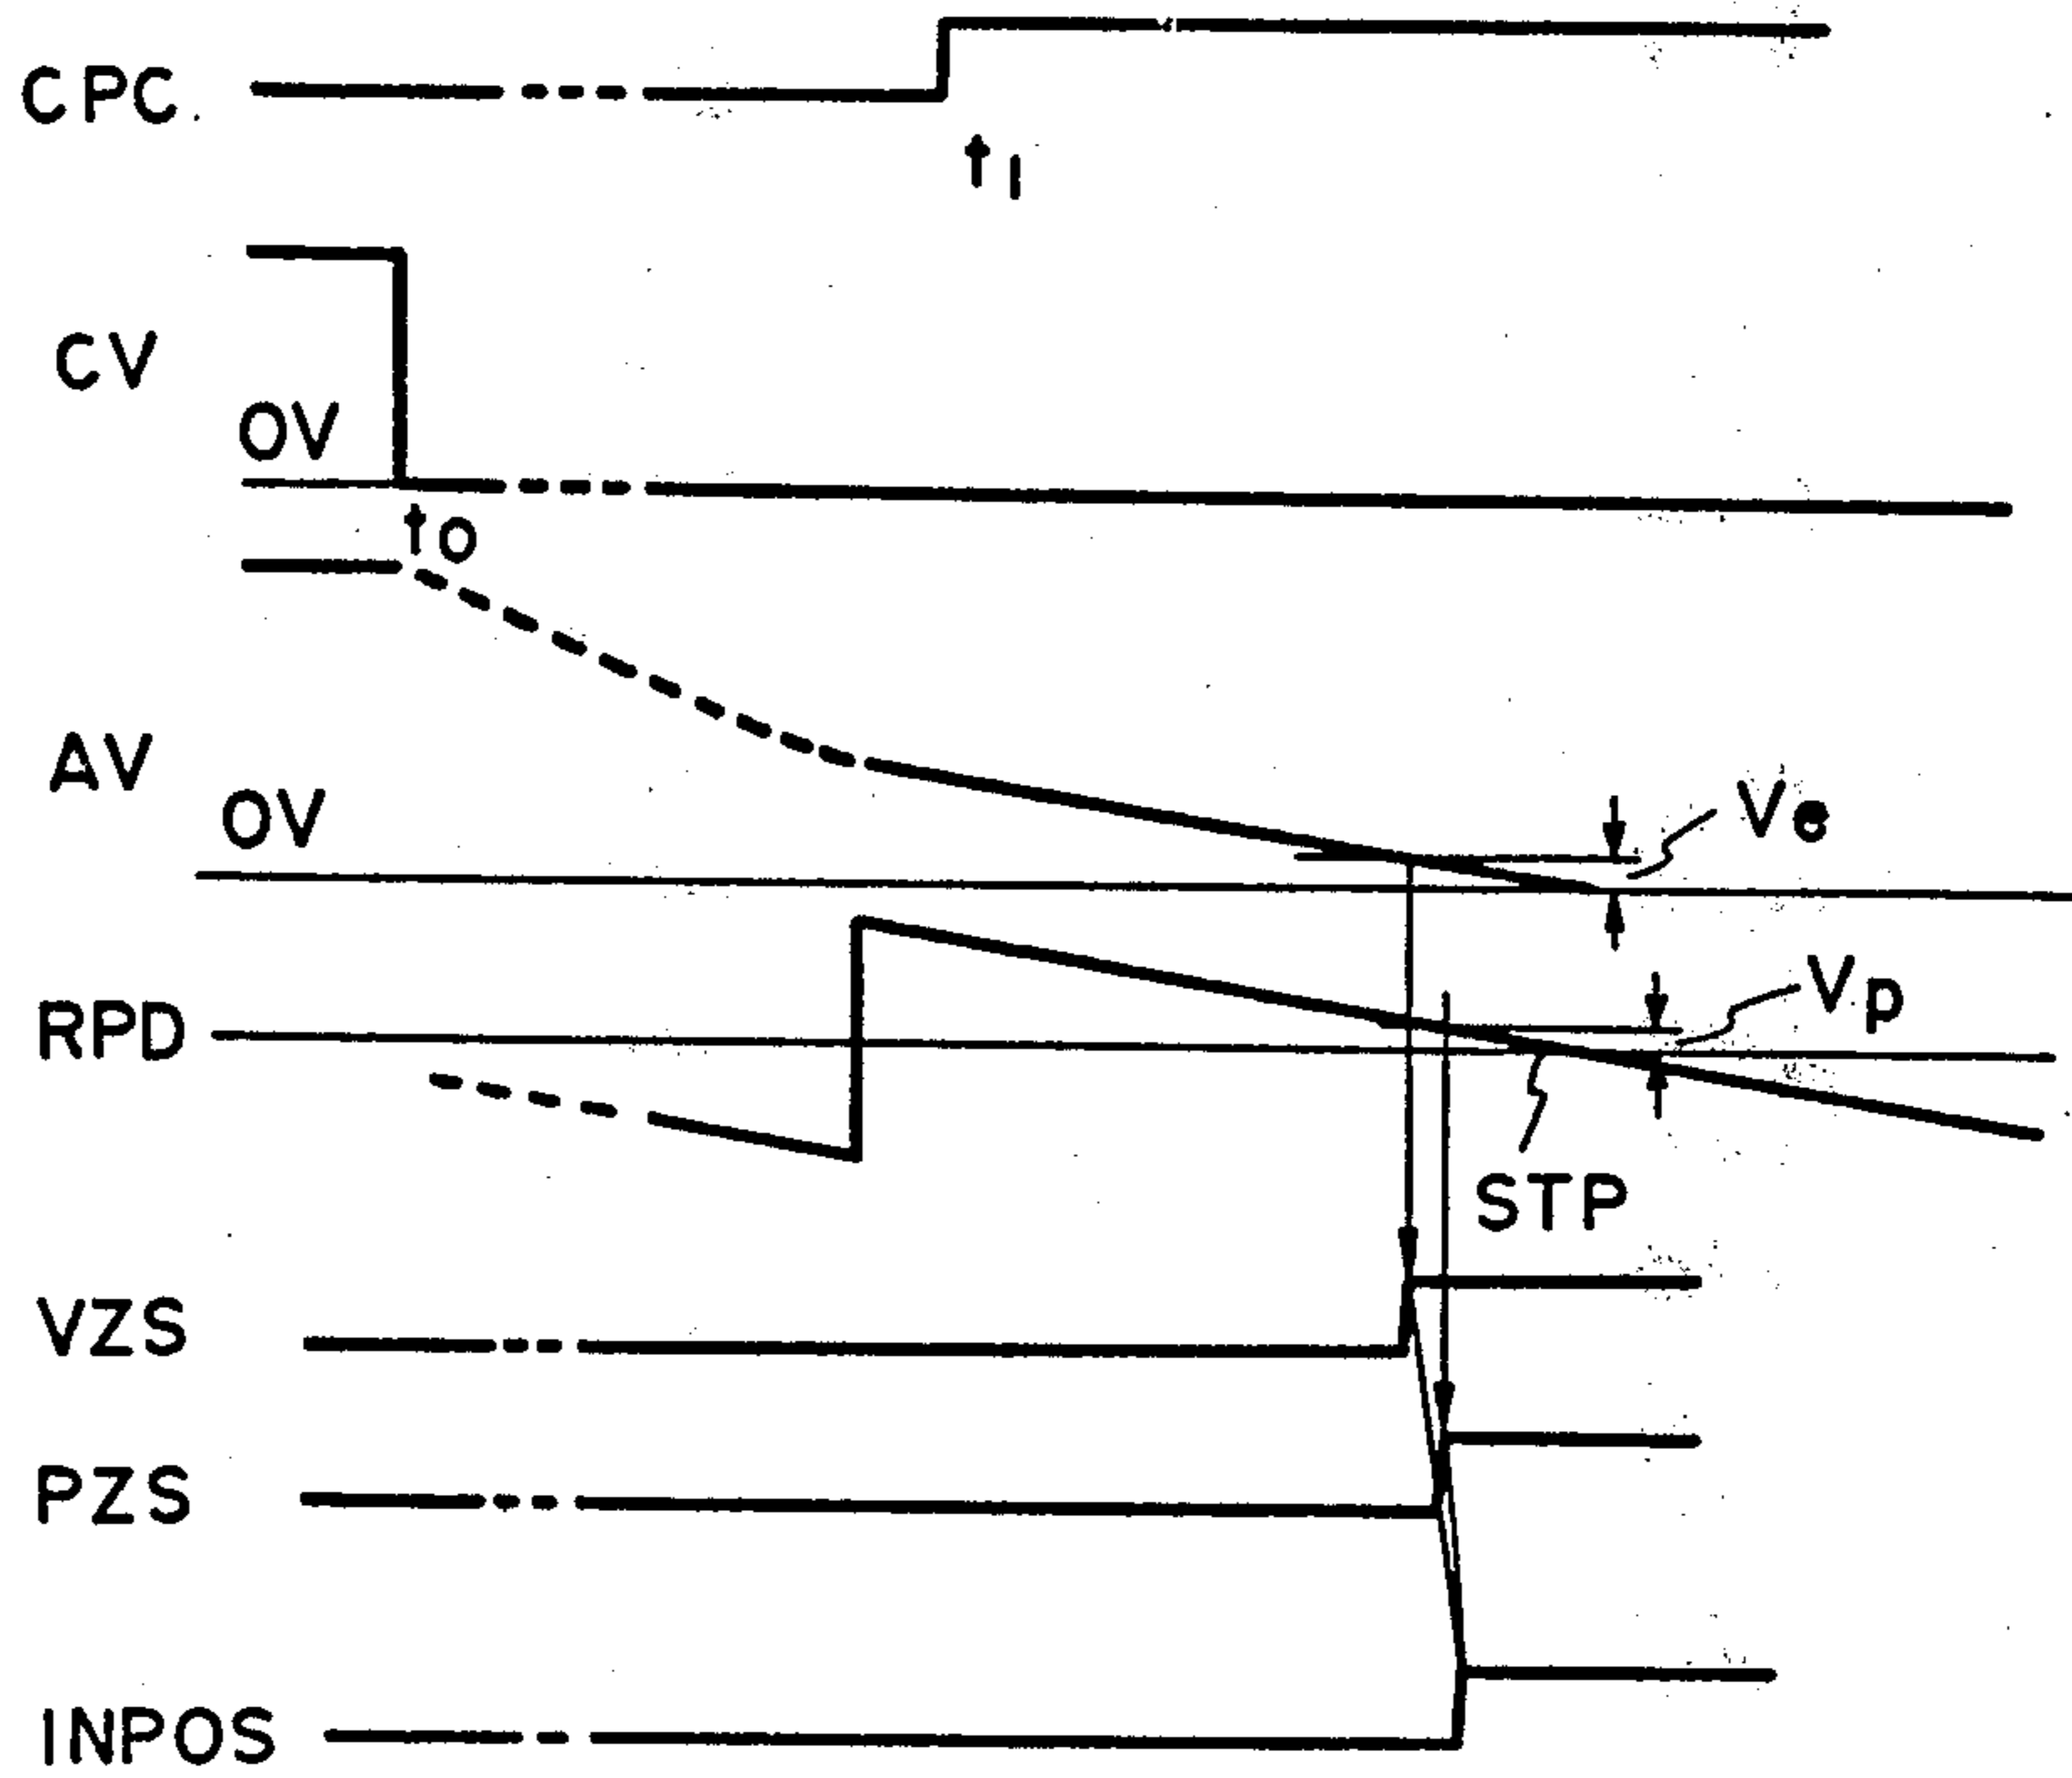 CPC.
t1
CV
OV
to
AV
OV
Ve
RPD
Vp
STP
VZS
PZS
INPOS